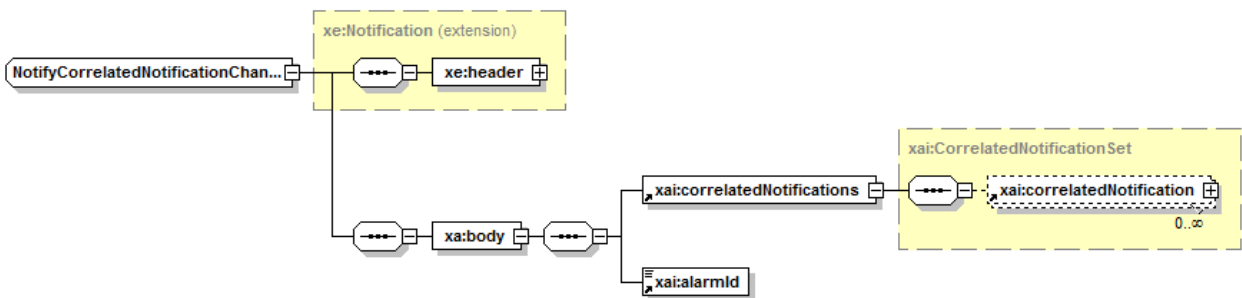 xe:Notification (extension)
NotifyCorrelatedNotificationChan...
xe:header
xai:CorrelatedNotificationSet
xai:correlatedNotifications
xai:correlatedNotification
0..∞
xa:body
xai:alarmId